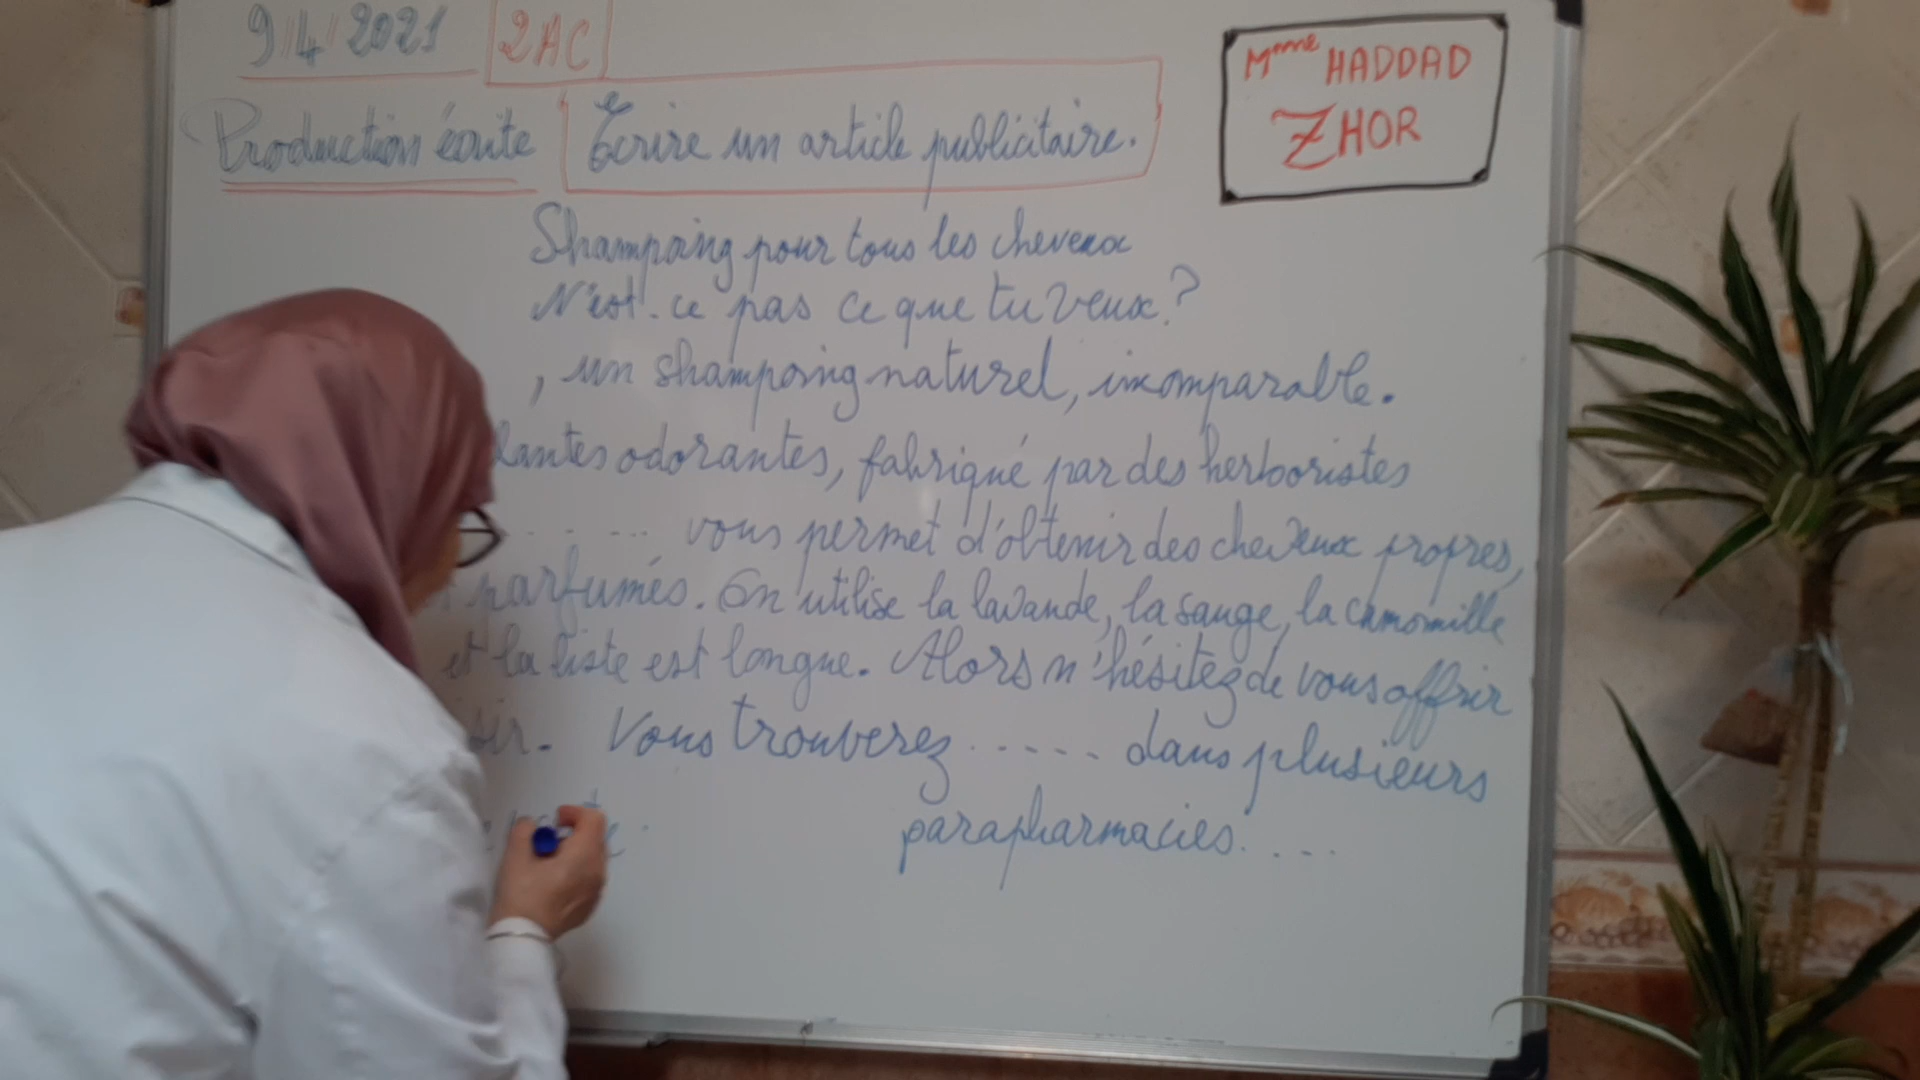 9/4/2021 2AC
Mme HADDAD
ZHOR
Production écrite Écrire un article publicitaire.
Shampoing pour tous les cheveux
N'est-ce pas ce que tu veux?
, un shampoing naturel, incomparable.
lantes odorantes, fabriqué par des herboristes
..... vous permet d'obtenir des cheveux propres,
parfumés. On utilise la lavande, la sauge, la camomille
et la liste est longue. Alors n'hésitez de vous offrir
sir. Vous trouverez ..... dans plusieurs
parapharmacies. ...